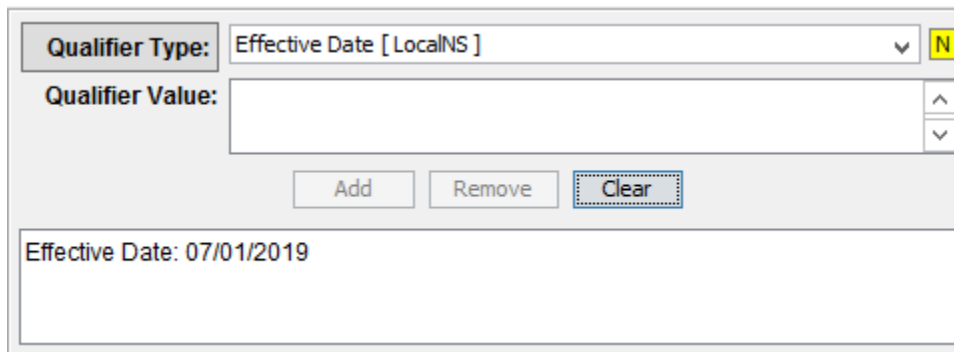 Qualifier Type: Effective Date [ LocalNS ] N
Qualifier Value:
Add Remove Clear
Effective Date: 07/01/2019